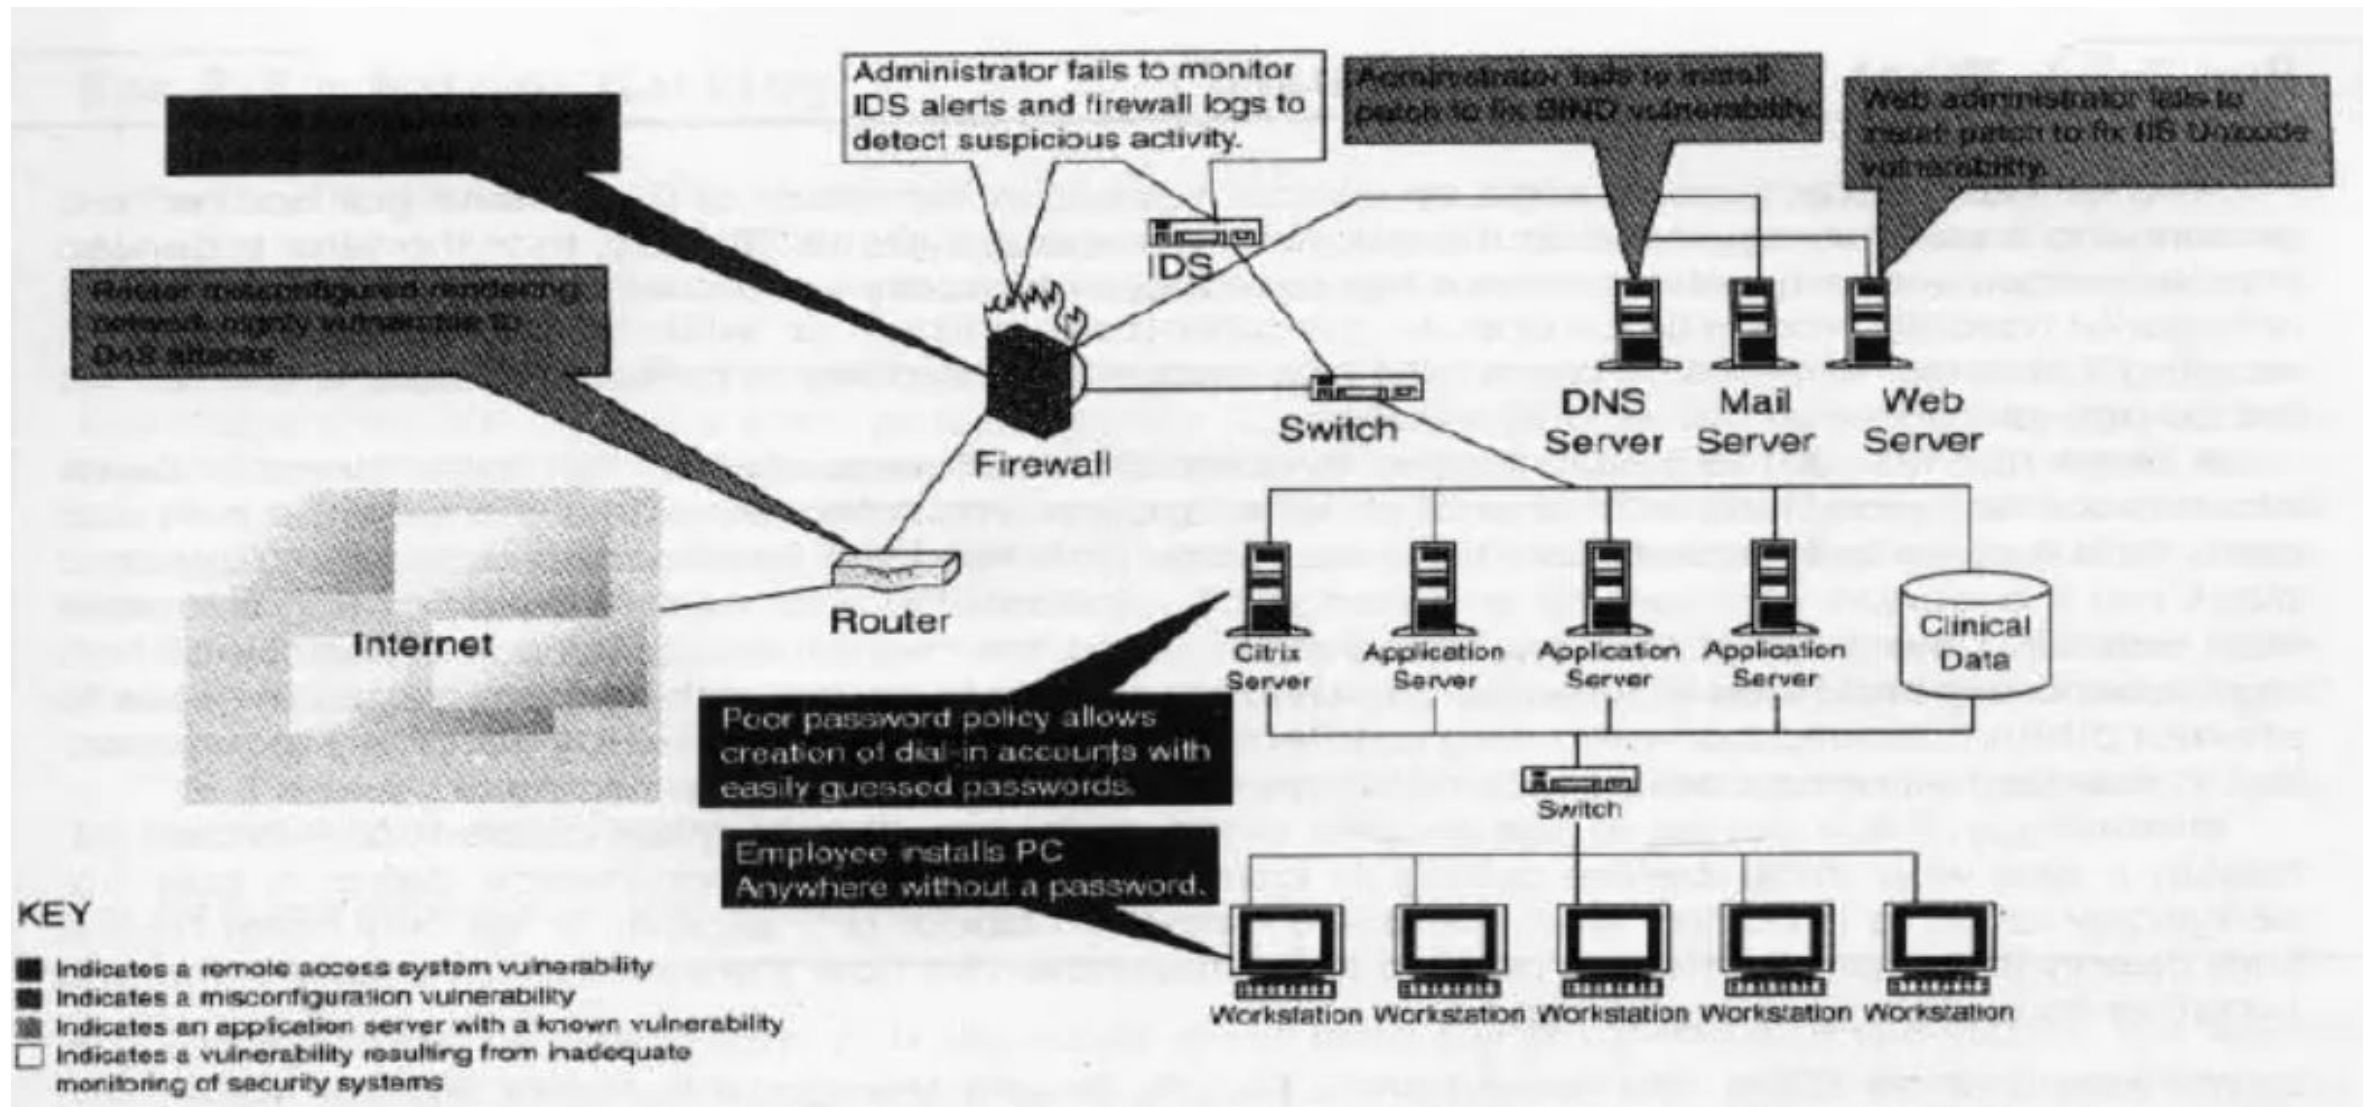 Administrator fails to monitor
IDS alerts and firewall logs to
detect suspicious activity.
Administrator fails to install
patch to fix BIND vulnerability.
Web administrator fails to
install patch to fix IIS Unicode
vulnerability.
Router misconfigured rendering
network highly vulnerable to
DoS attacks
IDS
Firewall
Switch
DNS
Server
Mail
Server
Web
Server
Internet
Router
Citrix
Server
Application
Server
Application
Server
Application
Server
Clinical
Data
Poor password policy allows
creation of dial-in accounts with
easily guessed passwords.
Switch
Employee installs PC
Anywhere without a password.
Workstation
Workstation
Workstation
Workstation
Workstation
KEY
Indicates a remote access system vulnerability
Indicates a misconfiguration vulnerability
Indicates an application server with a known vulnerability
Indicates a vulnerability resulting from inadequate
monitoring of security systems